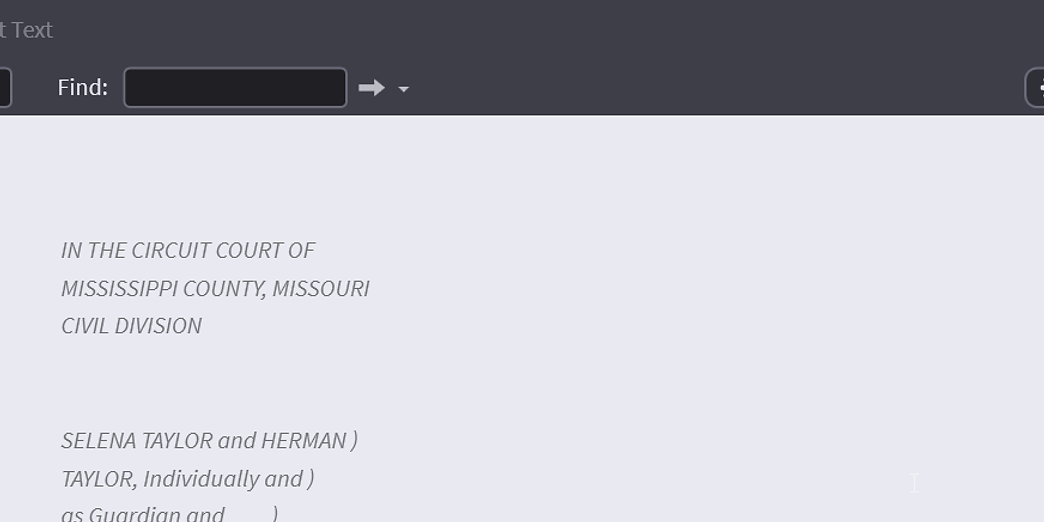 t Text
Find:
IN THE CIRCUIT COURT OF
MISSISSIPPI COUNTY, MISSOURI
CIVIL DIVISION
SELENA TAYLOR and HERMAN )
TAYLOR, Individually and )
as Guardian and )